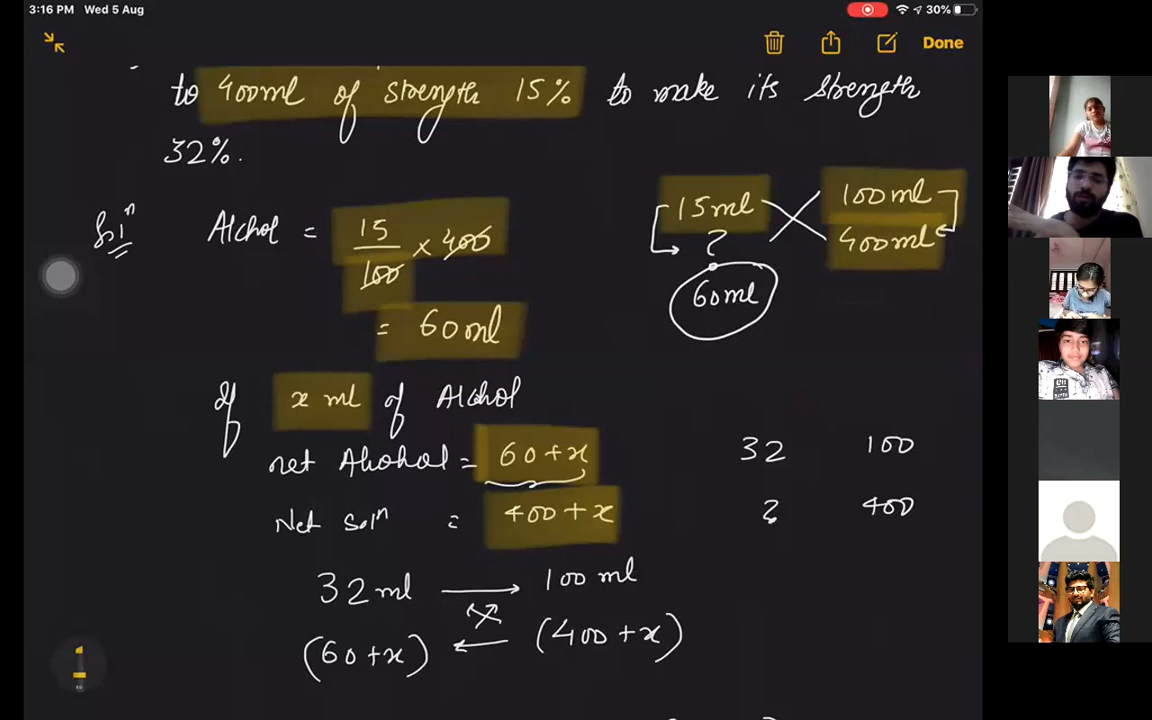 3:16 PM Wed 5 Aug
30%
Done
to 400ml of strength 15% to make its strength
32%.
Solⁿ Alchol = 15/100 × 400
= 60ml
15ml 100ml
? 400ml
60ml
If x ml of Alchol
net Alcohol = 60+x
Net Solⁿ = 400+x
32 100
? 400
32ml → 100ml
(60+x) ← (400+x)